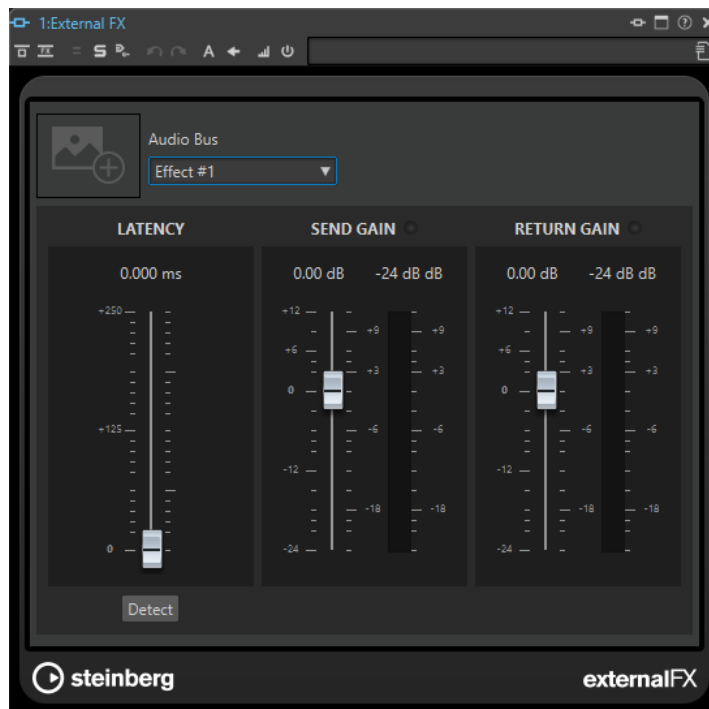 1:External FX
FX = S A
Audio Bus
Effect #1
LATENCY SEND GAIN RETURN GAIN
0.000 ms 0.00 dB -24 dB dB 0.00 dB -24 dB dB
+250 +12 +12
+9 +9 +9 +9
+6 +6
+3 +3 +3 +3
0 0
+125 -6 -6 -6 -6
-12 -12
-18 -18 -18 -18
0 -24 -24
Detect
steinberg externalFX